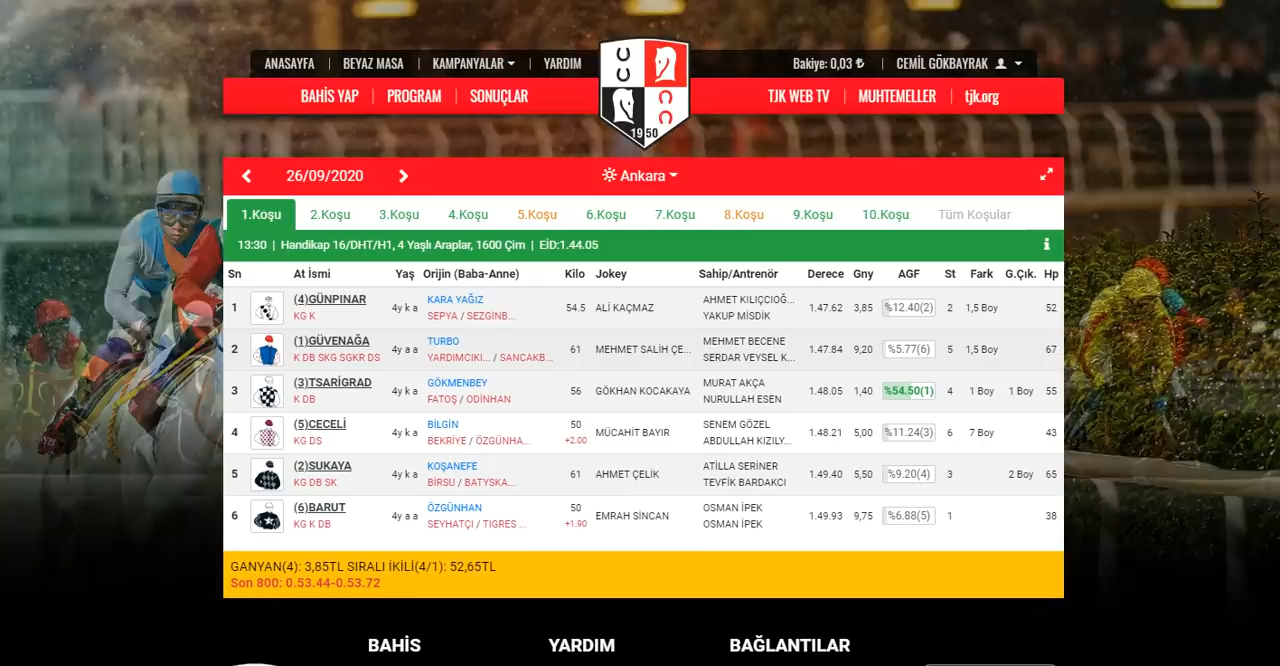 ANASAYFA | BEYAZ MASA | KAMPANYALAR | YARDIM
Bakiye: 0,03 ₺ | CEMİL GÖKBAYRAK
BAHİS YAP | PROGRAM | SONUÇLAR
TJK WEB TV | MUHTEMELLER | tjk.org
1950
26/09/2020
Ankara
1.Koşu 2.Koşu 3.Koşu 4.Koşu 5.Koşu 6.Koşu 7.Koşu 8.Koşu 9.Koşu 10.Koşu Tüm Koşular
13:30 | Handikap 16/DHT/H1, 4 Yaşlı Araplar, 1600 Çim | EİD:1.44.05
Sn At İsmi Yaş Orijin (Baba-Anne) Kilo Jokey Sahip/Antrenör Derece Gny AGF St Fark G.Çık. Hp
1 (4)GÜNPINAR 4y k a KARA YAĞIZ 54.5 ALİ KAÇMAZ AHMET KILIÇCIOĞ... 1.47.62 3,85 %12.40(2) 2 1,5 Boy 52
KG K SEPYA / SEZGİNB... YAKUP MİSDİK
2 (1)GÜVENAĞA 4y a a TURBO 61 MEHMET SALİH ÇE... MEHMET BECENE 1.47.84 9,20 %5.77(6) 5 1,5 Boy 67
K DB SKG SGKR DS YARDIMCIKI... / SANCAKB... SERDAR VEYSEL K...
3 (3)TSARİGRAD 4y k a GÖKMENBEY 56 GÖKHAN KOCAKAYA MURAT AKÇA 1.48.05 1,40 %54.50(1) 4 1 Boy 1 Boy 55
K DB FATOŞ / ODİNHAN NURULLAH ESEN
4 (5)CECELİ 4y k a BİLGİN 50 MÜCAHİT BAYIR SENEM GÖZEL 1.48.21 5,00 %11.24(3) 6 7 Boy 43
KG DS BEKRİYE / ÖZGÜNHA... +2.00 ABDULLAH KIZILY...
5 (2)SUKAYA 4y k a KOŞANEFE 61 AHMET ÇELİK ATİLLA SERİNER 1.49.40 5,50 %9.20(4) 3 2 Boy 65
KG DB SK BİRSU / BATYSKA... TEVFİK BARDAKCI
6 (6)BARUT 4y a a ÖZGÜNHAN 50 EMRAH SİNCAN OSMAN İPEK 1.49.93 9,75 %6.88(5) 1 38
KG K DB SEYHATÇI / TIGRES ... +1.90 OSMAN İPEK
GANYAN(4): 3,85TL SIRALI İKİLİ(4/1): 52,65TL
Son 800: 0.53.44-0.53.72
BAHİS YARDIM BAĞLANTILAR